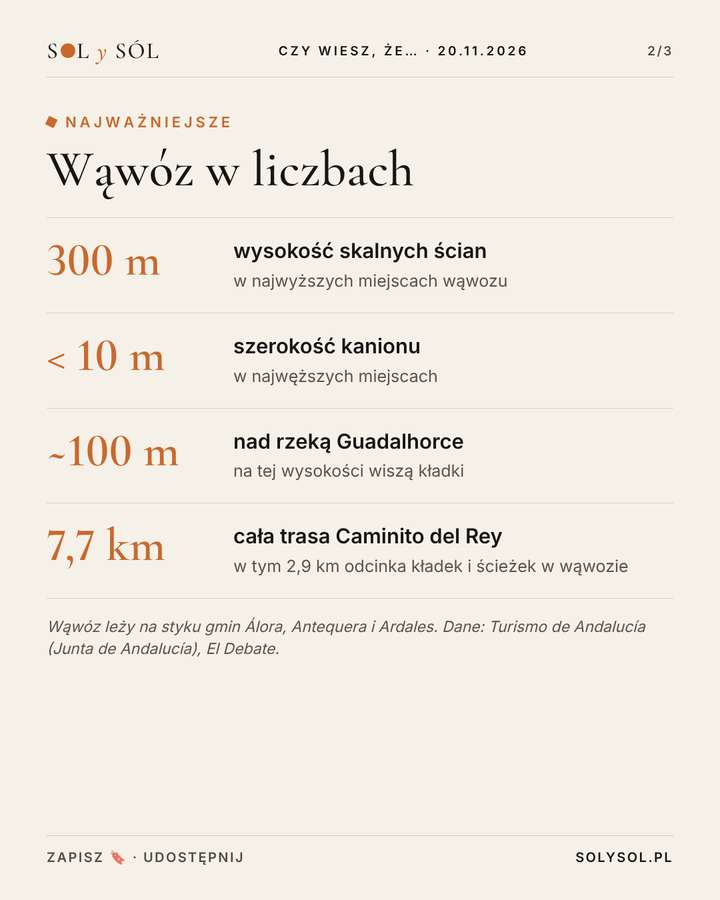 SOL y SÓL
CZY WIESZ, ŻE… · 20.11.2026
2/3
NAJWAŻNIEJSZE
Wąwóz w liczbach
300 m
wysokość skalnych ścian
w najwyższych miejscach wąwozu
< 10 m
szerokość kanionu
w najwęższych miejscach
~100 m
nad rzeką Guadalhorce
na tej wysokości wiszą kładki
7,7 km
cała trasa Caminito del Rey
w tym 2,9 km odcinka kładek i ścieżek w wąwozie
Wąwóz leży na styku gmin Álora, Antequera i Ardales. Dane: Turismo de Andalucía
(Junta de Andalucía), El Debate.
ZAPISZ 🔖 · UDOSTĘPNIJ
SOLYSOL.PL